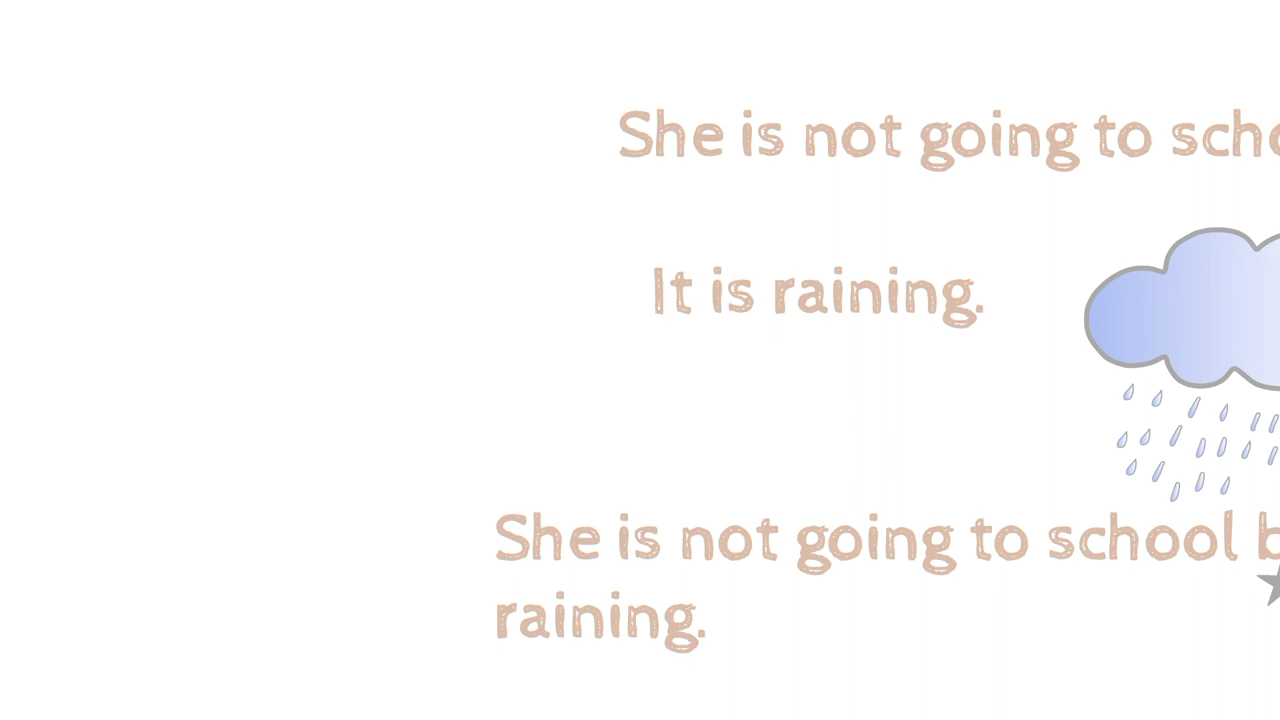 She is not going to scho
It is raining.
She is not going to school b
raining.